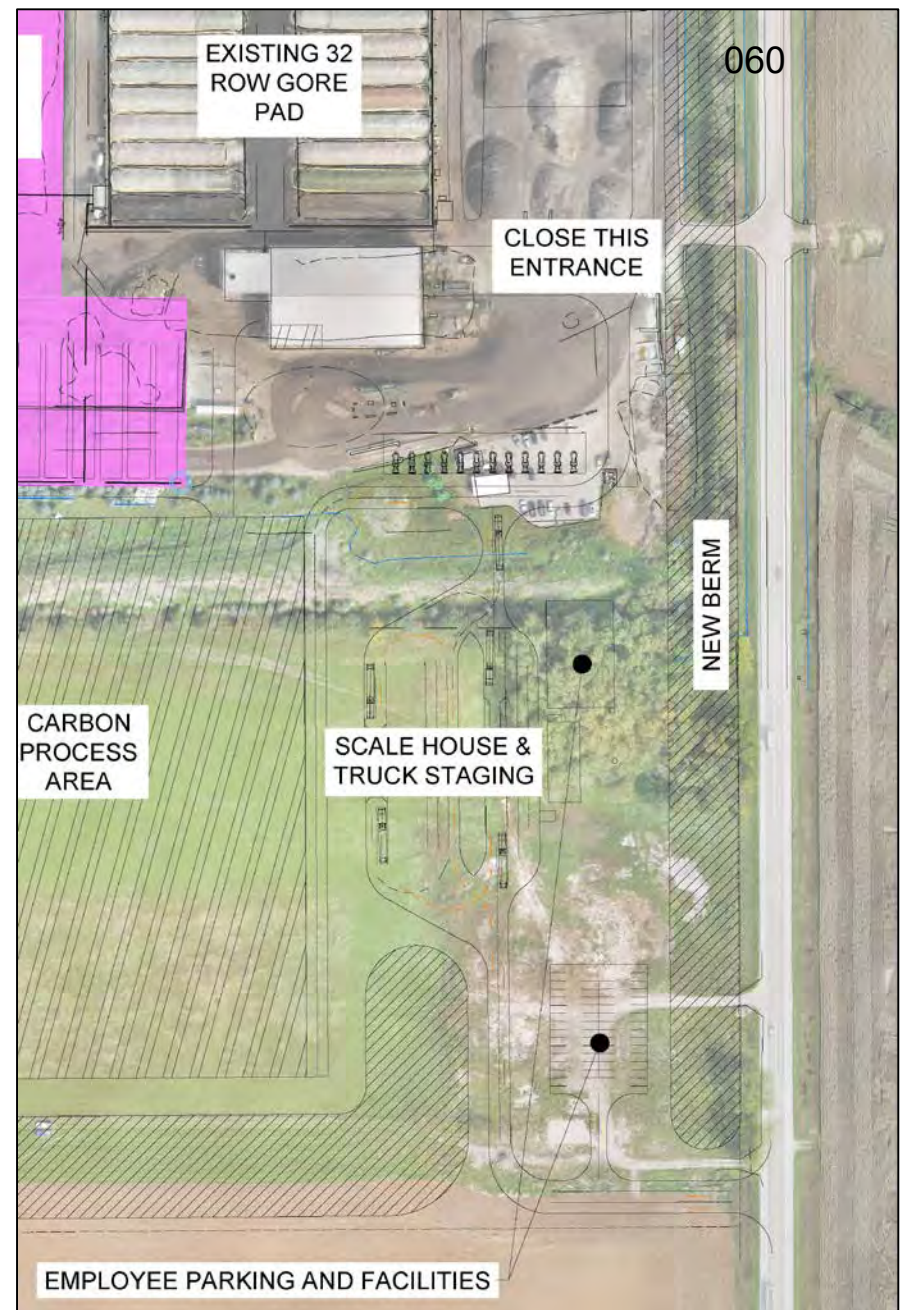 EXISTING 32
ROW GORE
PAD
060
CLOSE THIS
ENTRANCE
NEW BERM
CARBON
PROCESS
AREA
SCALE HOUSE &
TRUCK STAGING
EMPLOYEE PARKING AND FACILITIES